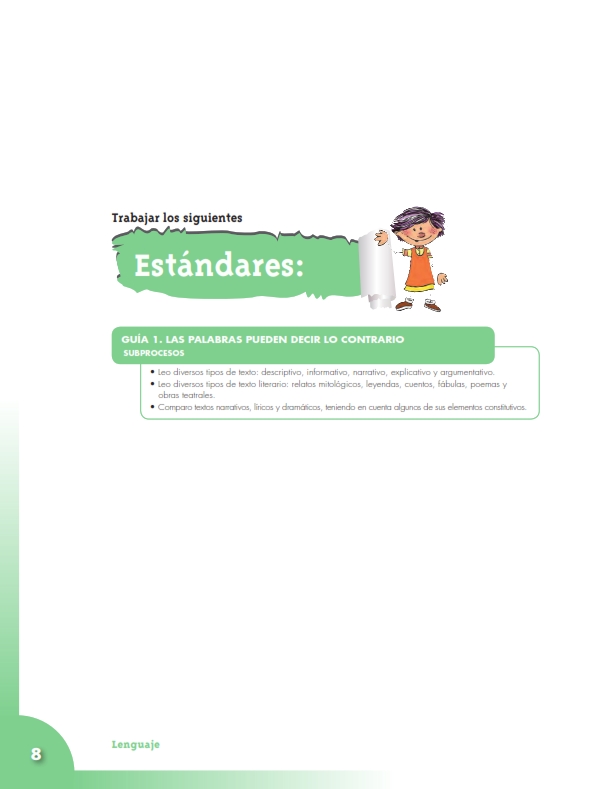 Trabajar los siguientes
Estándares:
GUÍA 1. LAS PALABRAS PUEDEN DECIR LO CONTRARIO
SUBPROCESOS
• Leo diversos tipos de texto: descriptivo, informativo, narrativo, explicativo y argumentativo.
• Leo diversos tipos de texto literario: relatos mitológicos, leyendas, cuentos, fábulas, poemas y
obras teatrales.
• Comparo textos narrativos, líricos y dramáticos, teniendo en cuenta algunos de sus elementos constitutivos.
Lenguaje
8